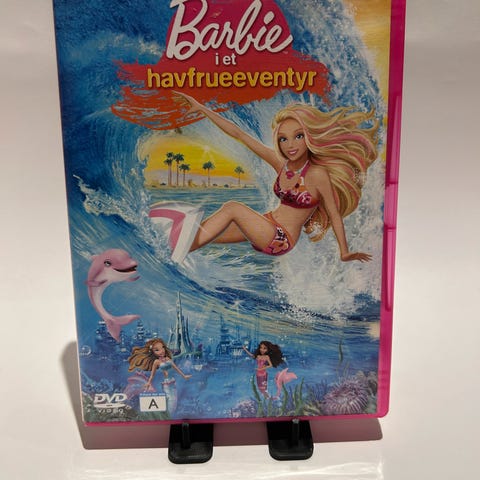 Barbie
i et
havfrueeventyr
DVD
VIDEO
A